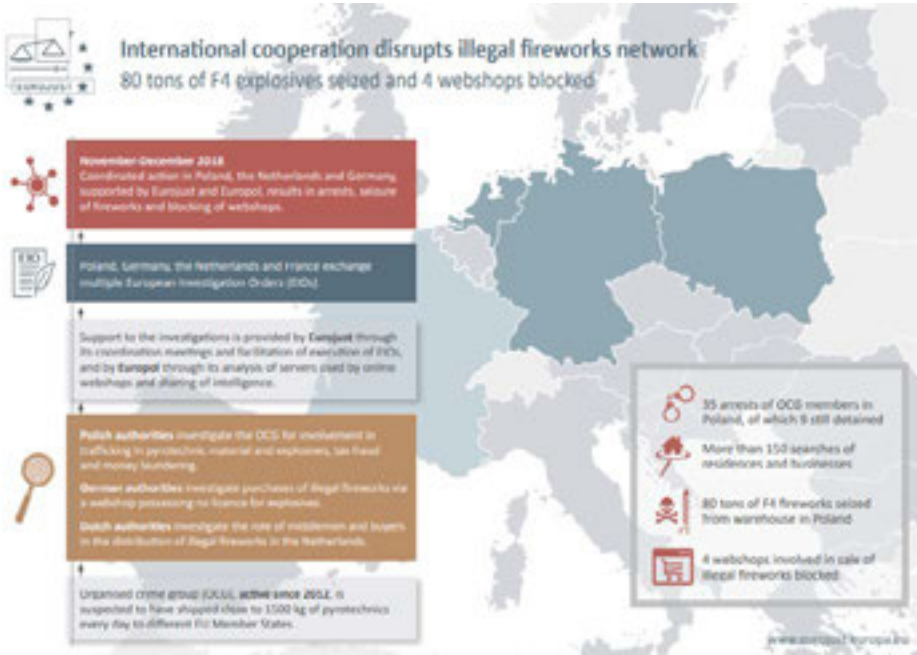 International cooperation disrupts illegal fireworks network
80 tons of F4 explosives seized and 4 webshops blocked
EUROJUST
November-December 2018
Coordinated action in Poland, the Netherlands and Germany,
supported by Eurojust and Europol, results in arrests, seizure
of fireworks and blocking of webshops.
EIO
Poland, Germany, the Netherlands and France exchange
multiple European Investigation Orders (EIOs)
Support to the investigations is provided by Eurojust through
its coordination meetings and facilitation of execution of EIOs,
and by Europol through its analysis of servers used by online
webshops and sharing of intelligence.
Polish authorities investigate the OCG for involvement in
trafficking in pyrotechnic material and explosives, tax fraud
and money laundering.
German authorities investigate purchases of illegal fireworks via
a webshop possessing no licence for explosives.
Dutch authorities investigate the role of middlemen and buyers
in the distribution of illegal fireworks in the Netherlands.
Organised crime group (OCG), active since 2012, is
suspected to have shipped close to 1500 kg of pyrotechnics
every day to different EU Member States.
35 arrests of OCG members in
Poland, of which 9 still detained
More than 150 searches of
residences and businesses
80 tons of F4 fireworks seized
from warehouse in Poland
4 webshops involved in sale of
illegal fireworks blocked
www.eurojust.europa.eu